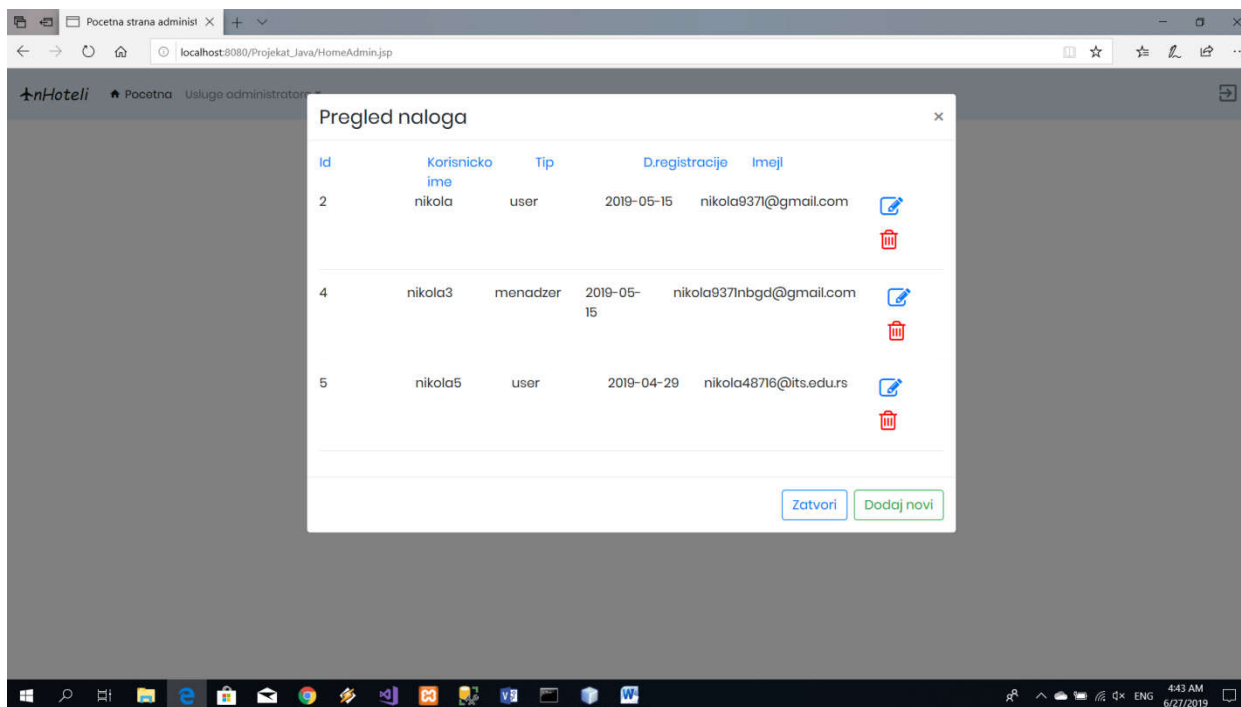 Pocetna strana administ
localhost:8080/Projekat_Java/HomeAdmin.jsp
nHoteli Pocetna Usluge administratora
Pregled naloga ×
Id Korisnicko ime Tip D.registracije Imejl
2 nikola user 2019-05-15 nikola9371@gmail.com
4 nikola3 menadzer 2019-05-15 nikola9371nbgd@gmail.com
5 nikola5 user 2019-04-29 nikola48716@its.edu.rs
Zatvori Dodaj novi
ENG 4:43 AM
6/27/2019